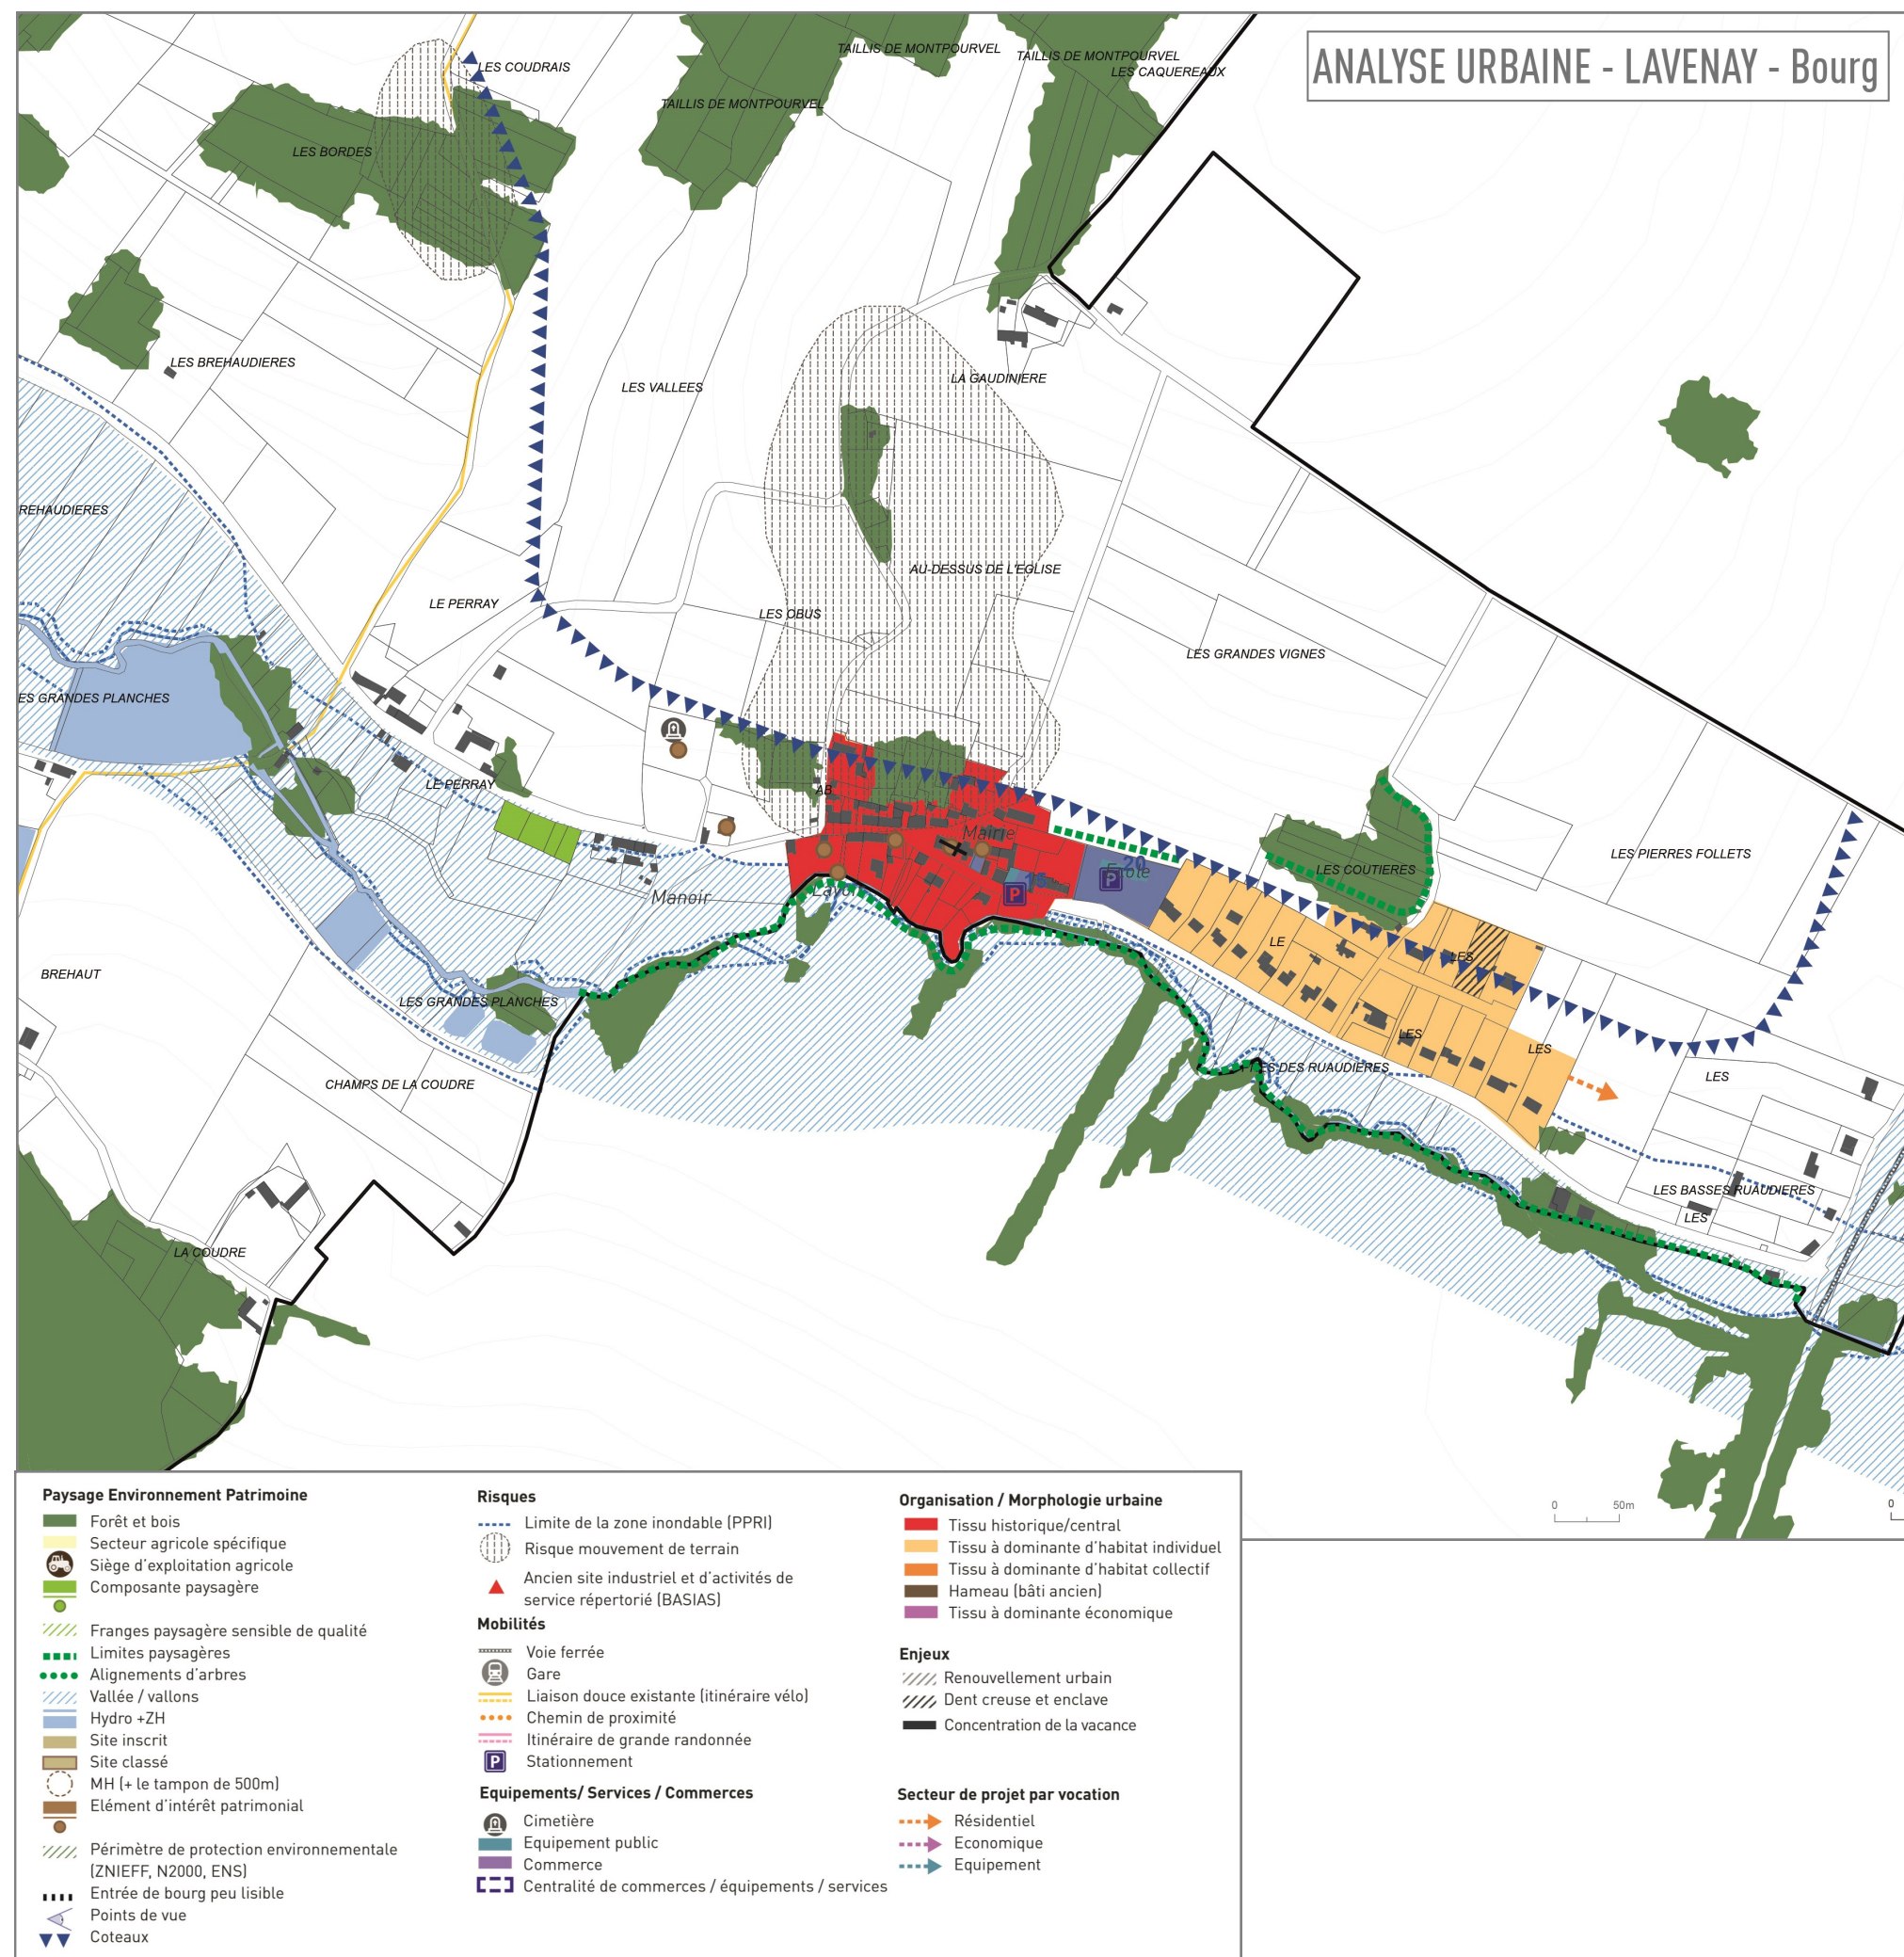 ANALYSE URBAINE - LAVENAY - Bourg
TAILLIS DE MONTPOURVEL
TAILLIS DE MONTPOURVEL
LES COUDRAIS
LES CAQUEREAUX
TAILLIS DE MONTPOURVEL
LES BORDES
LES BREHAUDIERES
LES VALLEES
LA GAUDINIERE
REHAUDIERES
AU-DESSUS DE L'EGLISE
LE PERRAY
LES OBUS
LES GRANDES VIGNES
ES GRANDES PLANCHES
LE PERRAY
AB
Mairie
LES PIERRES FOLLETS
20
Ecole
LES COUTIERES
15
Lavoir
Manoir
LE
LES
BREHAUT
LES GRANDES PLANCHES
LES
LES
LES DES RUAUDIERES
LES
CHAMPS DE LA COUDRE
LES BASSES RUAUDIERES
LES
LA COUDRE
0 50m
0
Paysage Environnement Patrimoine
Forêt et bois
Secteur agricole spécifique
Siège d'exploitation agricole
Composante paysagère
Franges paysagère sensible de qualité
Limites paysagères
Alignements d'arbres
Vallée / vallons
Hydro +ZH
Site inscrit
Site classé
MH (+ le tampon de 500m)
Elément d'intérêt patrimonial
Périmètre de protection environnementale
(ZNIEFF, N2000, ENS)
Entrée de bourg peu lisible
Points de vue
Coteaux
Risques
Limite de la zone inondable (PPRI)
Risque mouvement de terrain
Ancien site industriel et d'activités de
service répertorié (BASIAS)
Mobilités
Voie ferrée
Gare
Liaison douce existante (itinéraire vélo)
Chemin de proximité
Itinéraire de grande randonnée
P Stationnement
Equipements/ Services / Commerces
Cimetière
Equipement public
Commerce
Centralité de commerces / équipements / services
Organisation / Morphologie urbaine
Tissu historique/central
Tissu à dominante d'habitat individuel
Tissu à dominante d'habitat collectif
Hameau (bâti ancien)
Tissu à dominante économique
Enjeux
Renouvellement urbain
Dent creuse et enclave
Concentration de la vacance
Secteur de projet par vocation
Résidentiel
Economique
Equipement